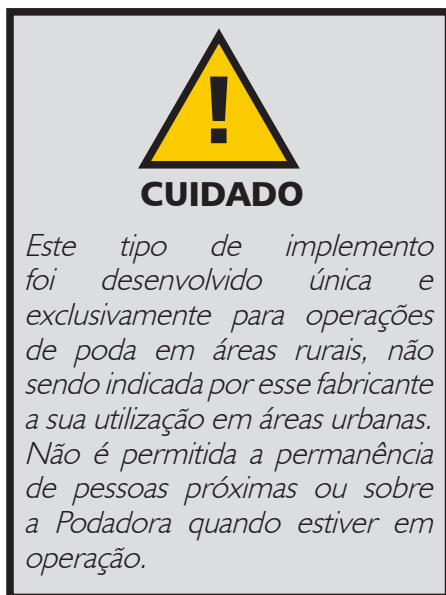 !
CUIDADO
Este tipo de implemento
foi desenvolvido única e
exclusivamente para operações
de poda em áreas rurais, não
sendo indicada por esse fabricante
a sua utilização em áreas urbanas.
Não é permitida a permanência
de pessoas próximas ou sobre
a Podadora quando estiver em
operação.